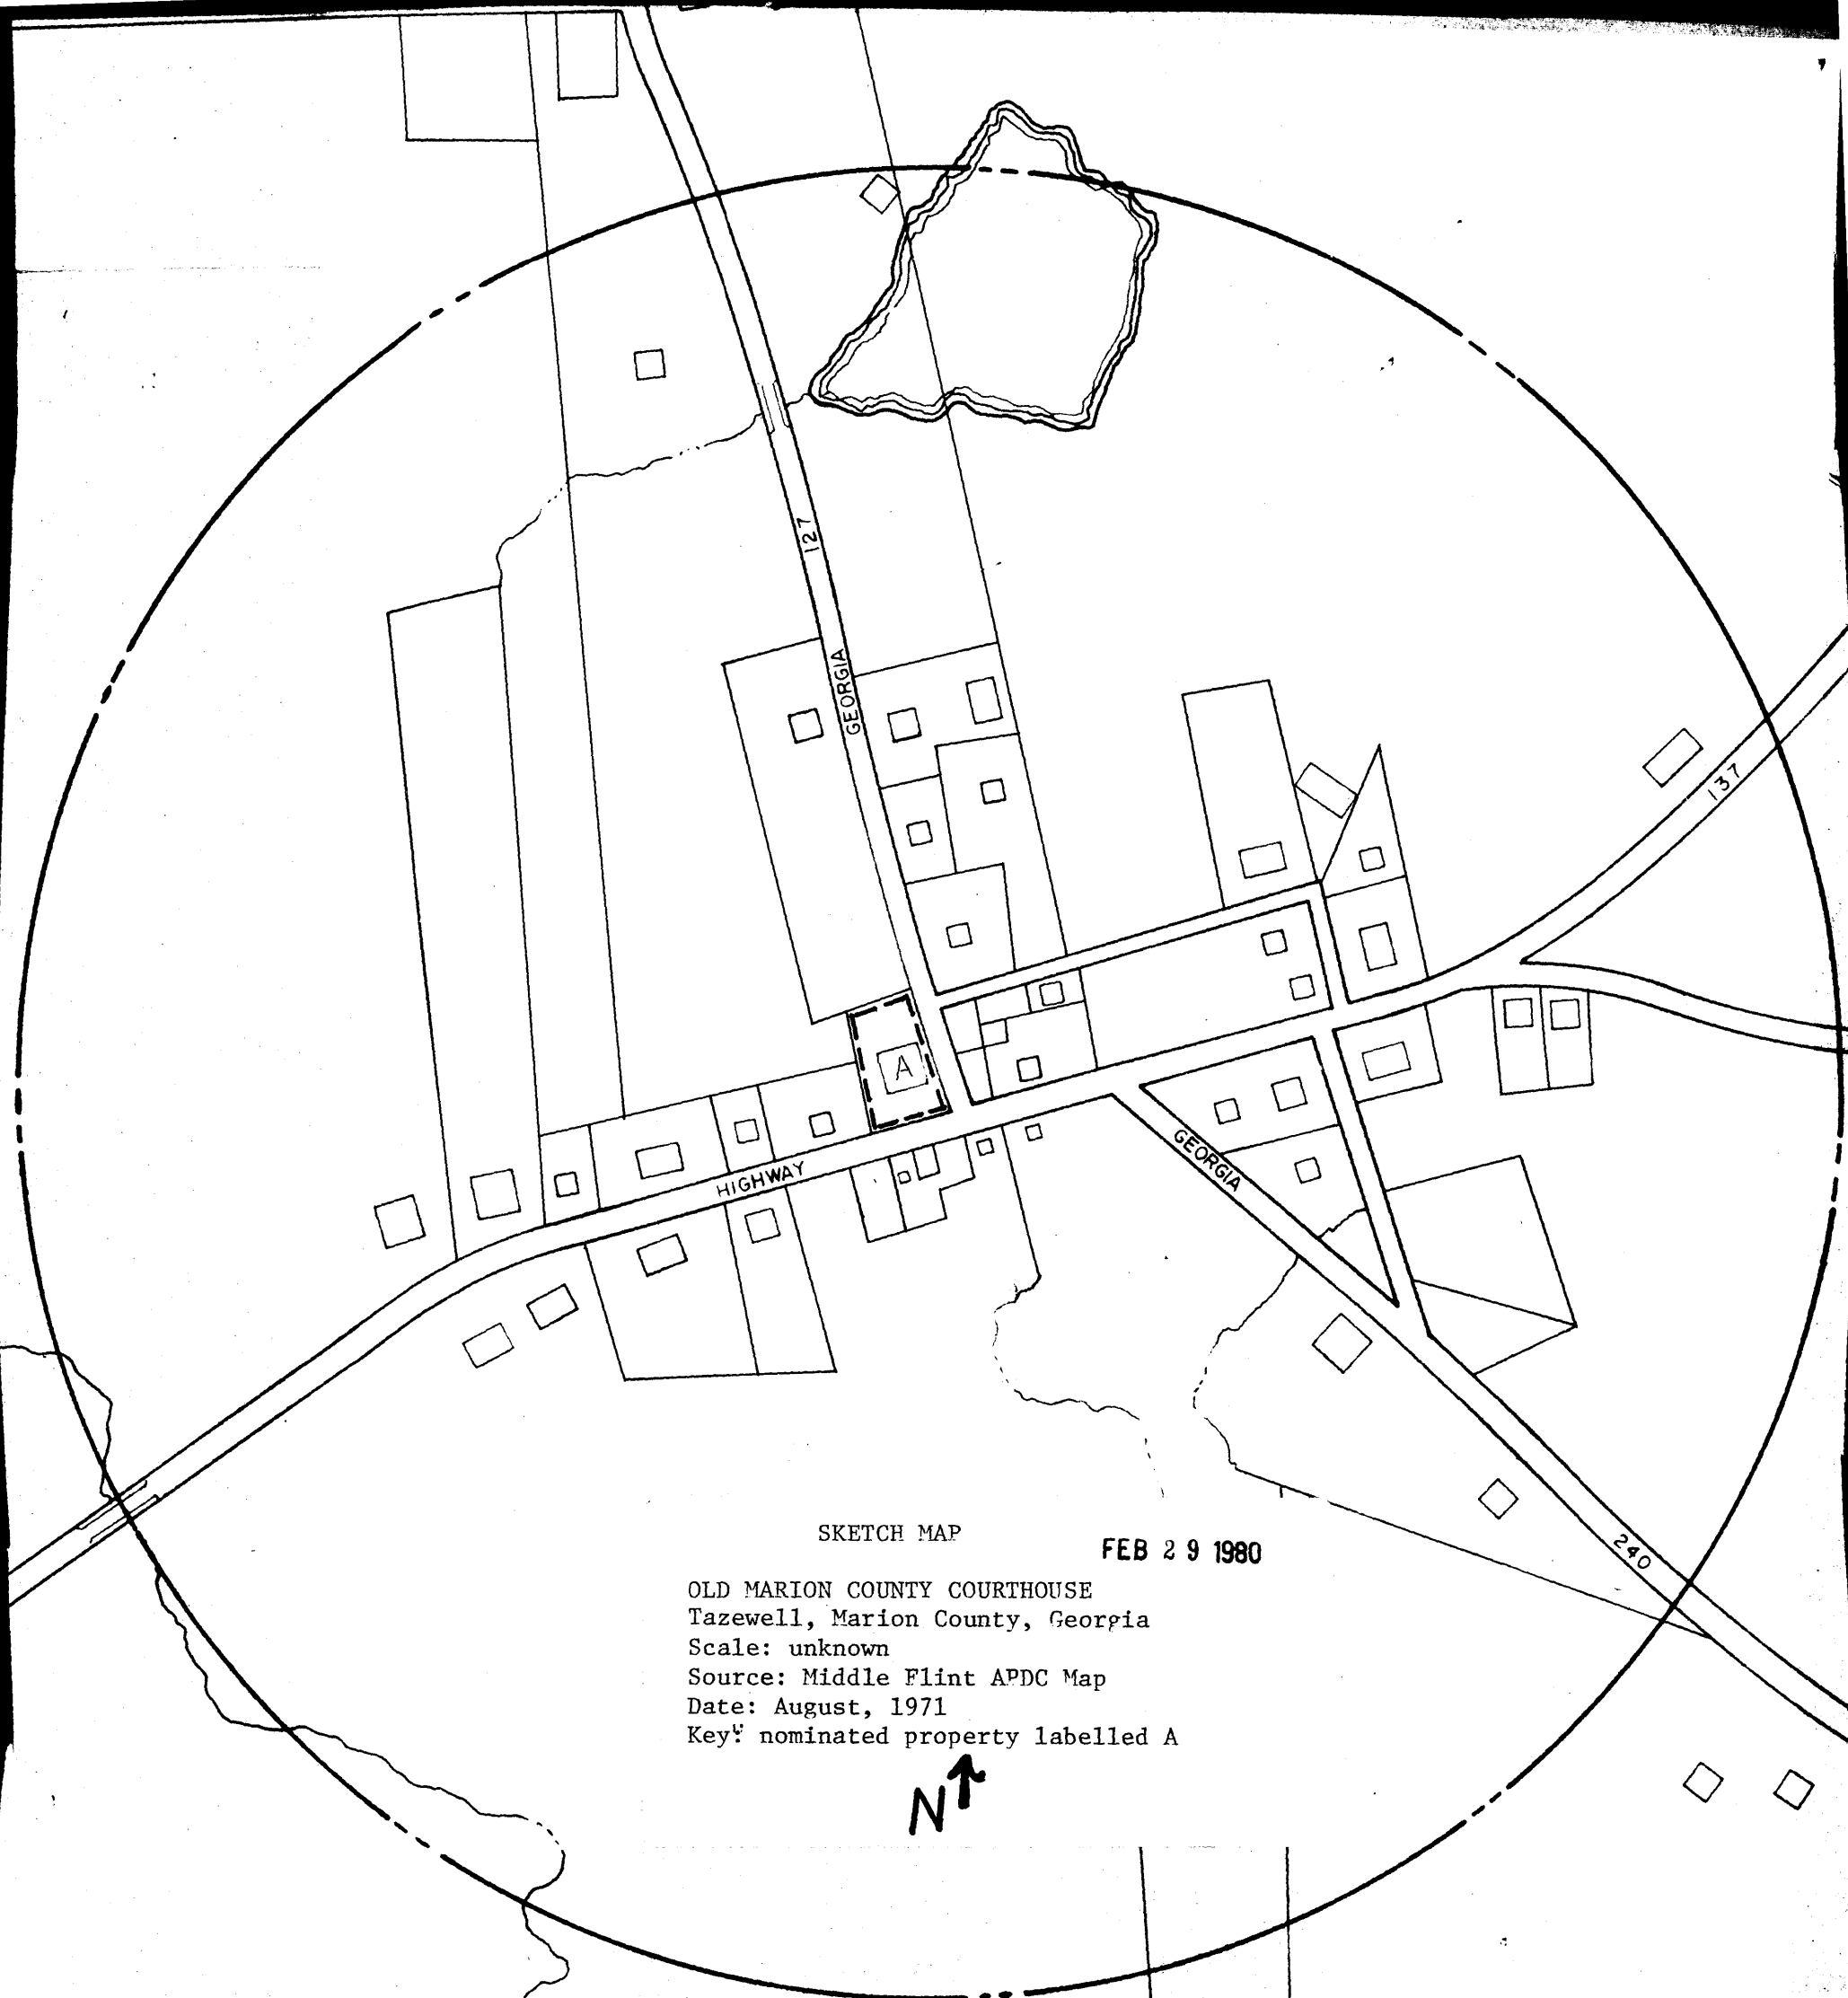 127
GEORGIA
137
A
HIGHWAY
GEORGIA
240
SKETCH MAP
FEB 29 1980
OLD MARION COUNTY COURTHOUSE
Tazewell, Marion County, Georgia
Scale: unknown
Source: Middle Flint APDC Map
Date: August, 1971
Key: nominated property labelled A
N